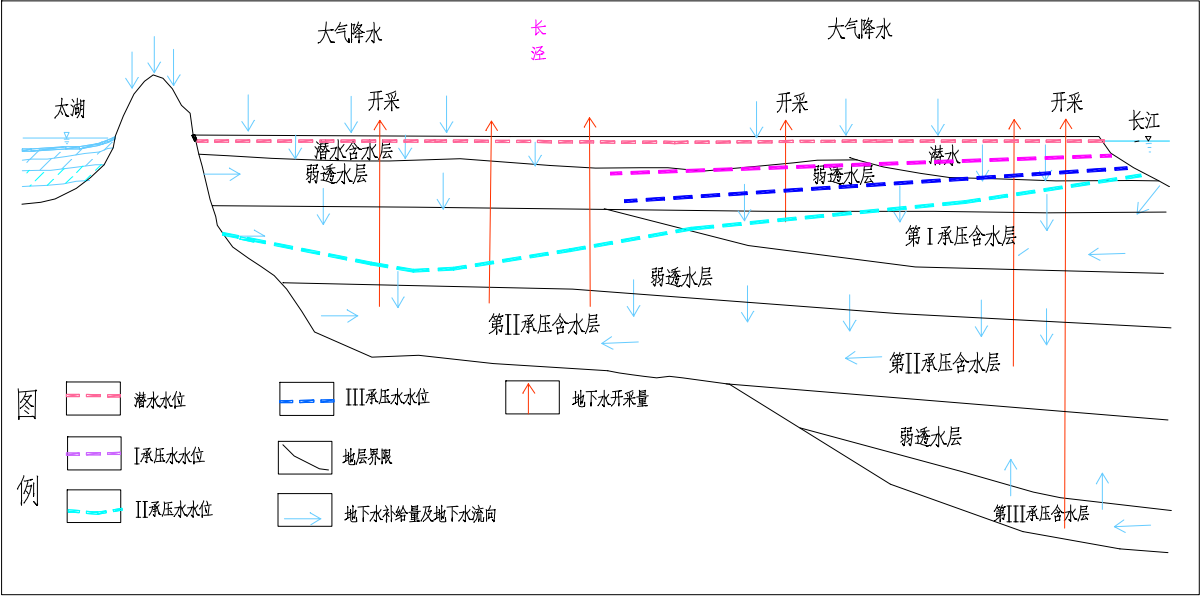 大气降水
长
泾
大气降水
太湖
开采
开采
开采
长江
潜水含水层
潜水
弱透水层
弱透水层
第I承压含水层
弱透水层
第II承压含水层
第II承压含水层
弱透水层
第III承压含水层
图
例
潜水水位
I承压水水位
II承压水水位
III承压水水位
地层界限
地下水补给量及地下水流向
地下水开采量